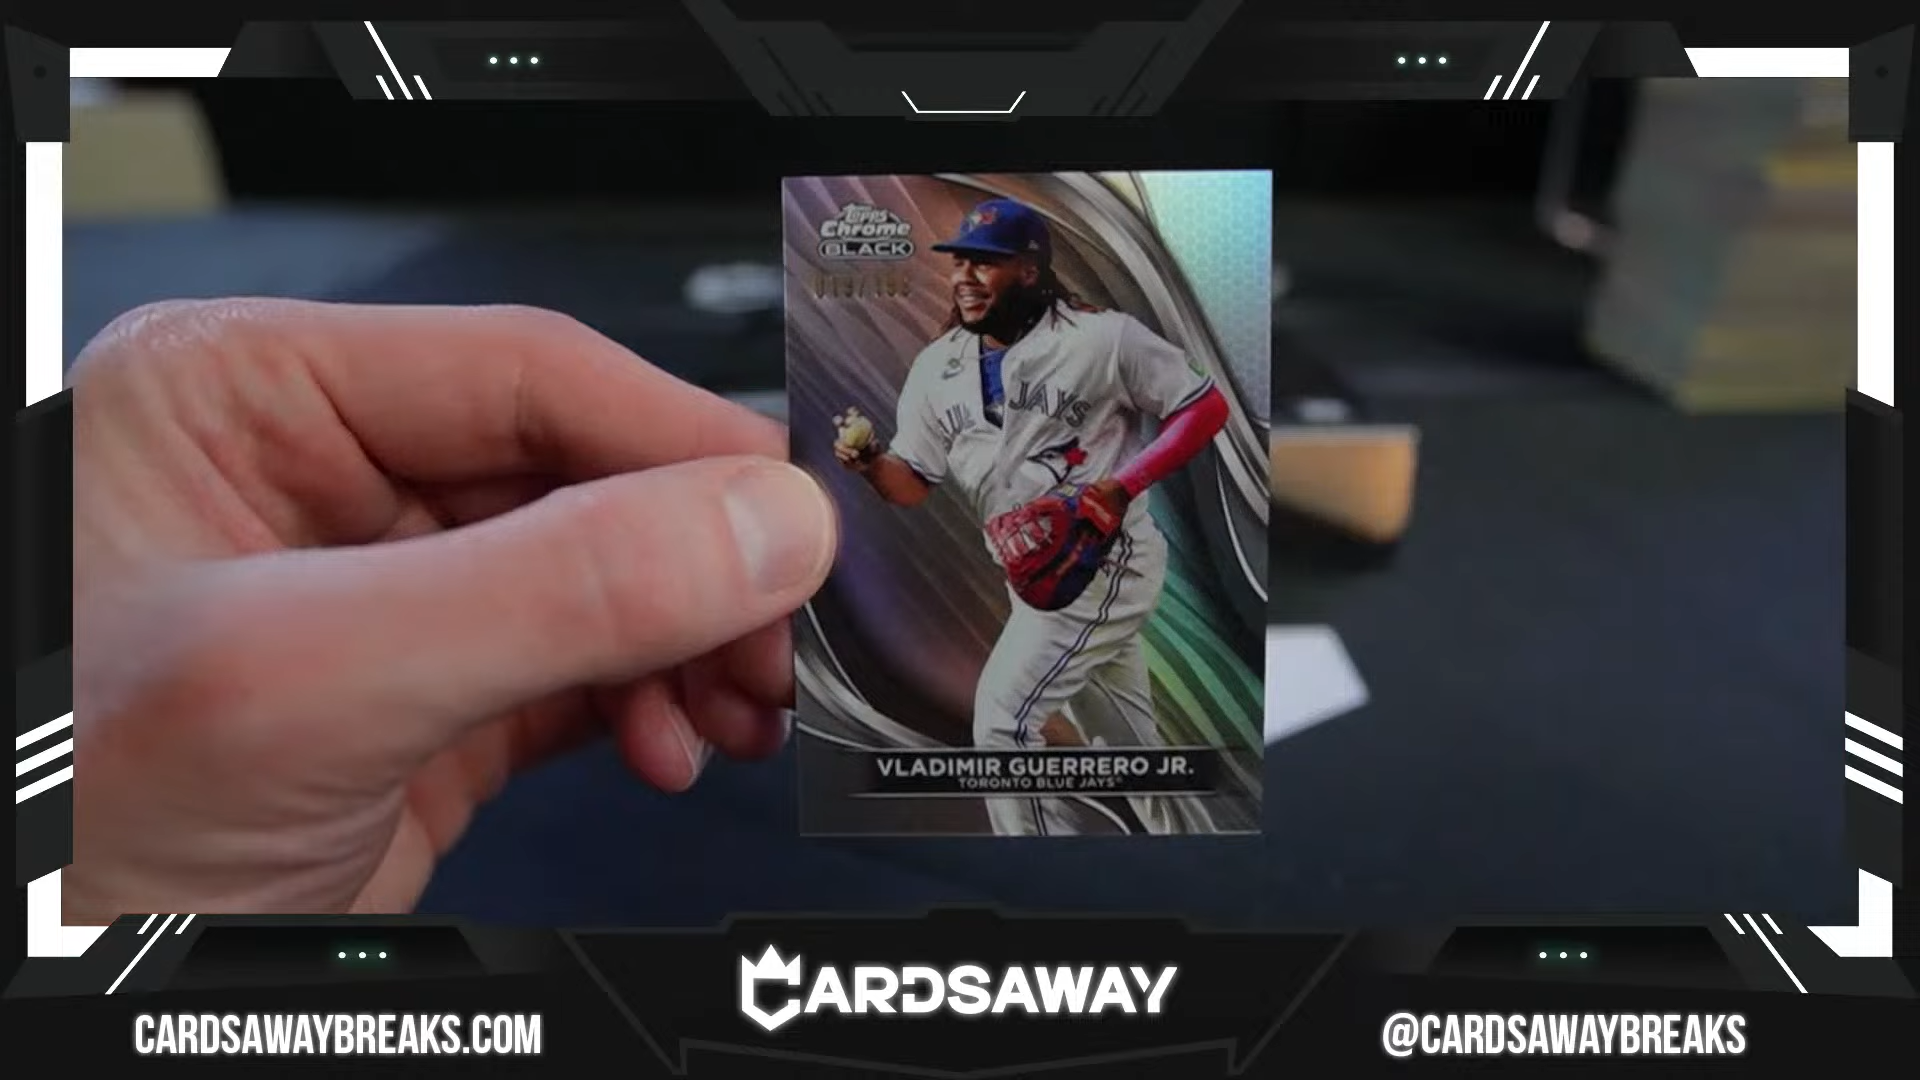 Topps
Chrome
BLACK
JAYS
VLADIMIR GUERRERO JR.
TORONTO BLUE JAYS
CARDSAWAY
CARDSAWAYBREAKS.COM
@CARDSAWAYBREAKS